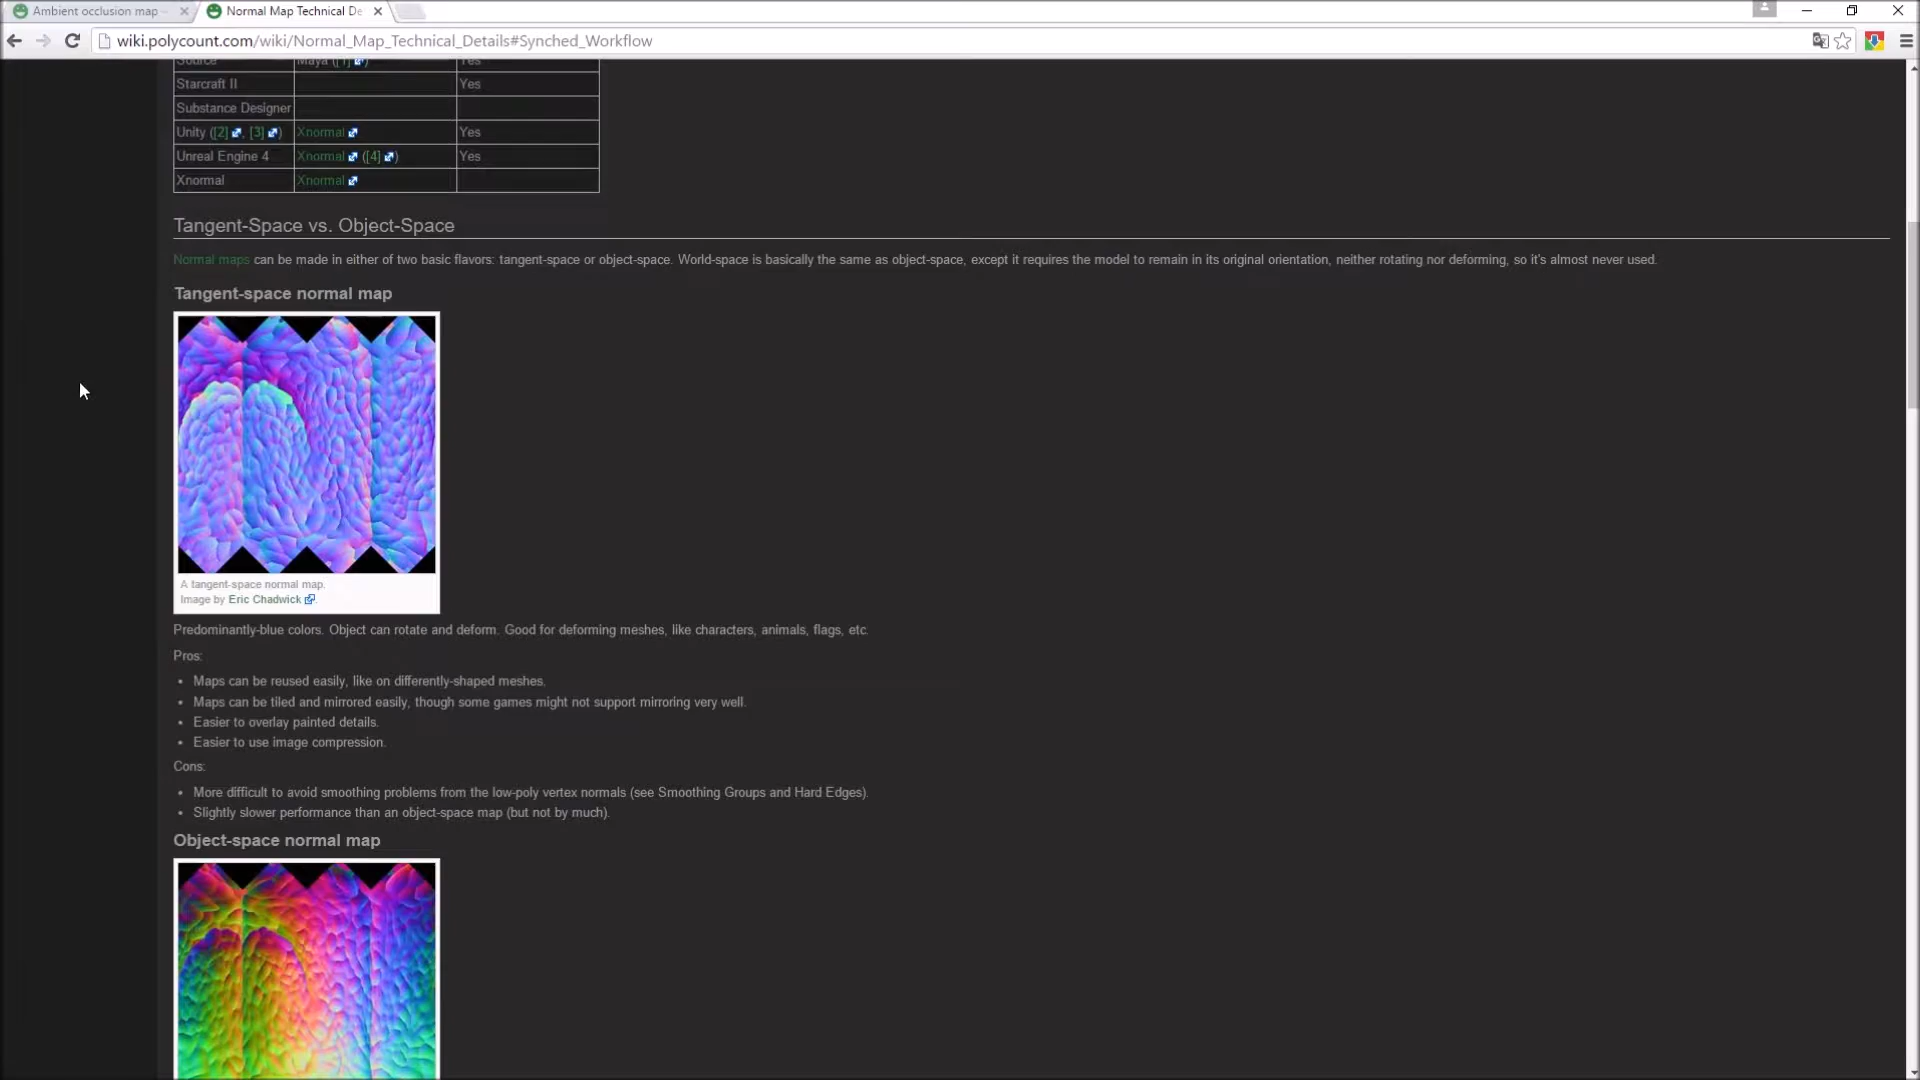 Ambient occlusion map
Normal Map Technical De
wiki.polycount.com/wiki/Normal_Map_Technical_Details#Synched_Workflow
Source Maya ([1]) Yes
Starcraft II Yes
Substance Designer
Unity ([2], [3]) Xnormal Yes
Unreal Engine 4 Xnormal ([4]) Yes
Xnormal Xnormal
Tangent-Space vs. Object-Space
Normal maps can be made in either of two basic flavors: tangent-space or object-space. World-space is basically the same as object-space, except it requires the model to remain in its original orientation, neither rotating nor deforming, so it's almost never used.
Tangent-space normal map
A tangent-space normal map.
Image by Eric Chadwick
Predominantly-blue colors. Object can rotate and deform. Good for deforming meshes, like characters, animals, flags, etc.
Pros:
• Maps can be reused easily, like on differently-shaped meshes.
• Maps can be tiled and mirrored easily, though some games might not support mirroring very well.
• Easier to overlay painted details.
• Easier to use image compression.
Cons:
• More difficult to avoid smoothing problems from the low-poly vertex normals (see Smoothing Groups and Hard Edges).
• Slightly slower performance than an object-space map (but not by much).
Object-space normal map